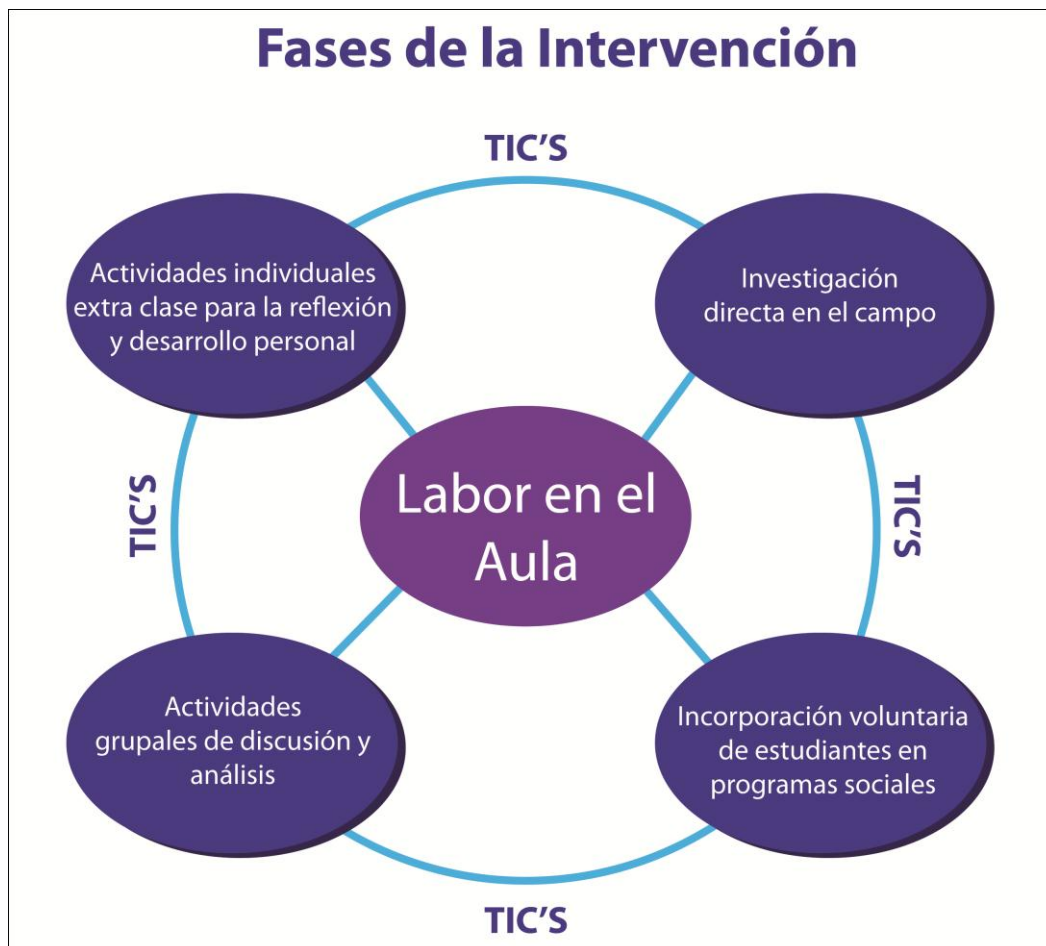 Fases de la Intervención
TIC'S
Actividades individuales
extra clase para la reflexión
y desarrollo personal
Investigación
directa en el campo
TIC'S
Labor en el
Aula
TIC'S
Actividades
grupales de discusión y
análisis
Incorporación voluntaria
de estudiantes en
programas sociales
TIC'S